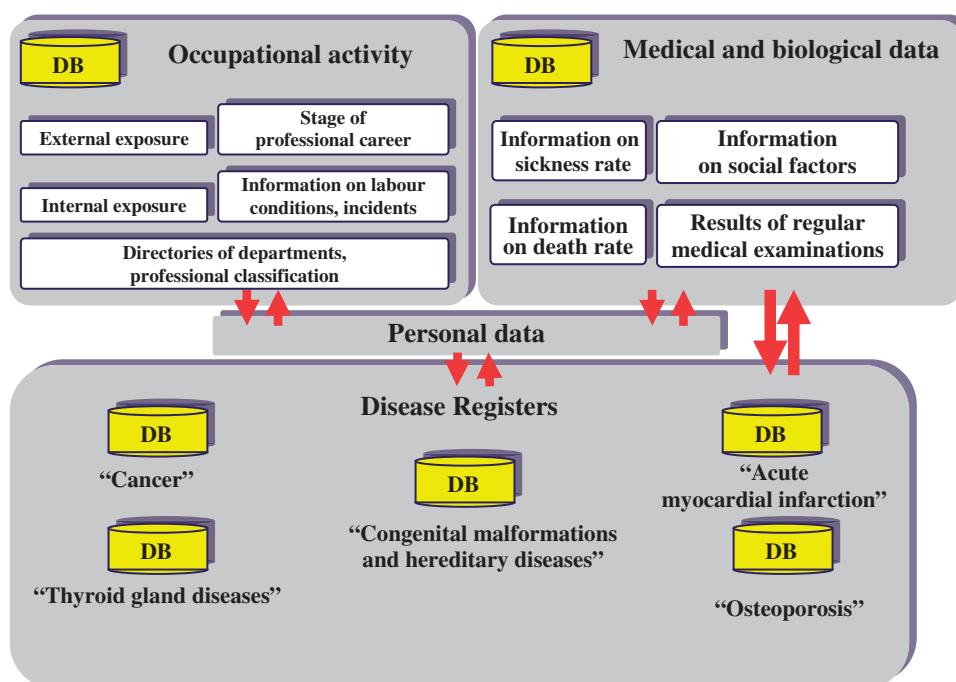 DB
Occupational activity
External exposure
Stage of
professional career
Internal exposure
Information on labour
conditions, incidents
Directories of departments,
professional classification
DB
Medical and biological data
Information on
sickness rate
Information
on social factors
Information
on death rate
Results of regular
medical examinations
Personal data
Disease Registers
DB
“Cancer”
DB
“Thyroid gland diseases”
DB
“Congenital malformations
and hereditary diseases”
DB
“Acute
myocardial infarction”
DB
“Osteoporosis”